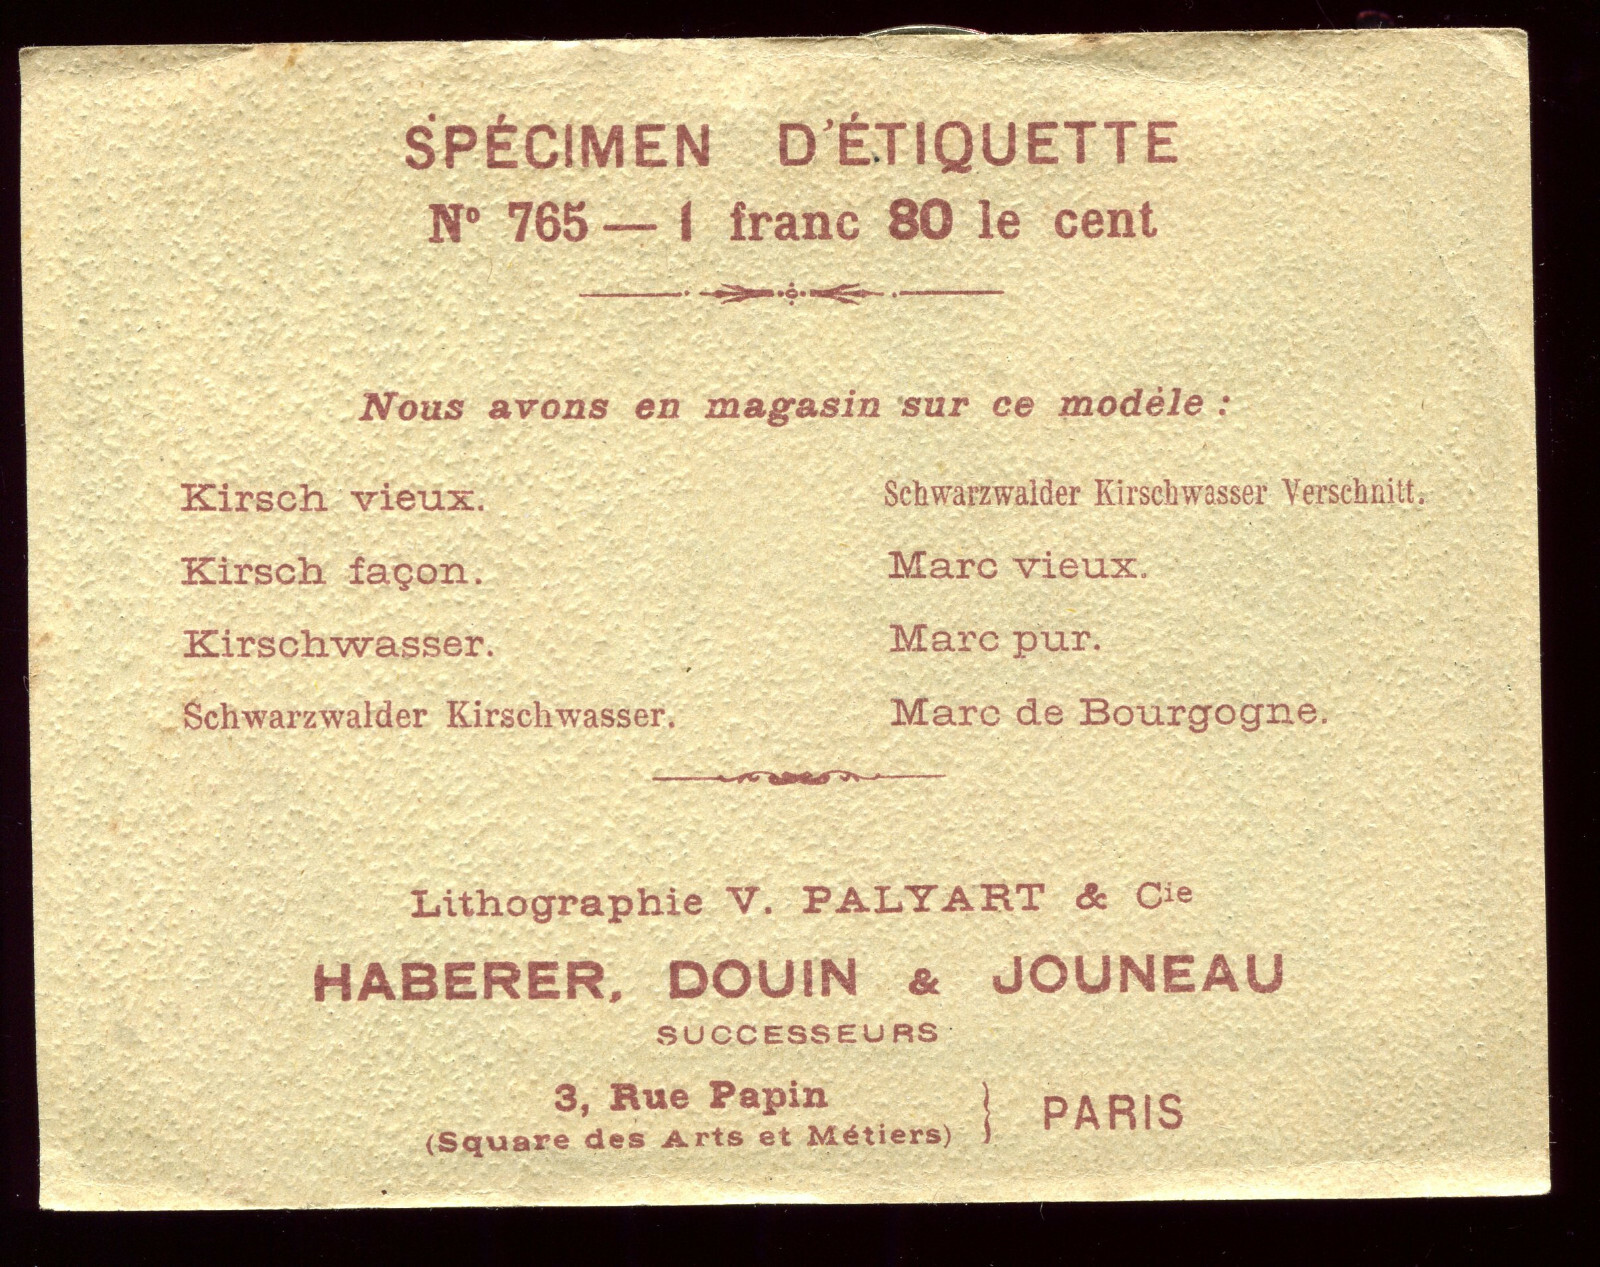 SPÉCIMEN D'ÉTIQUETTE
Nº 765 — 1 franc 80 le cent
Nous avons en magasin sur ce modèle :
Kirsch vieux.
Kirsch façon.
Kirschwasser.
Schwarzwalder Kirschwasser.
Schwarzwalder Kirschwasser Verschnitt.
Marc vieux.
Marc pur.
Marc de Bourgogne.
Lithographie V. PALYART & Cie
HABERER, DOUIN & JOUNEAU
SUCCESSEURS
3, Rue Papin
(Square des Arts et Métiers)
} PARIS